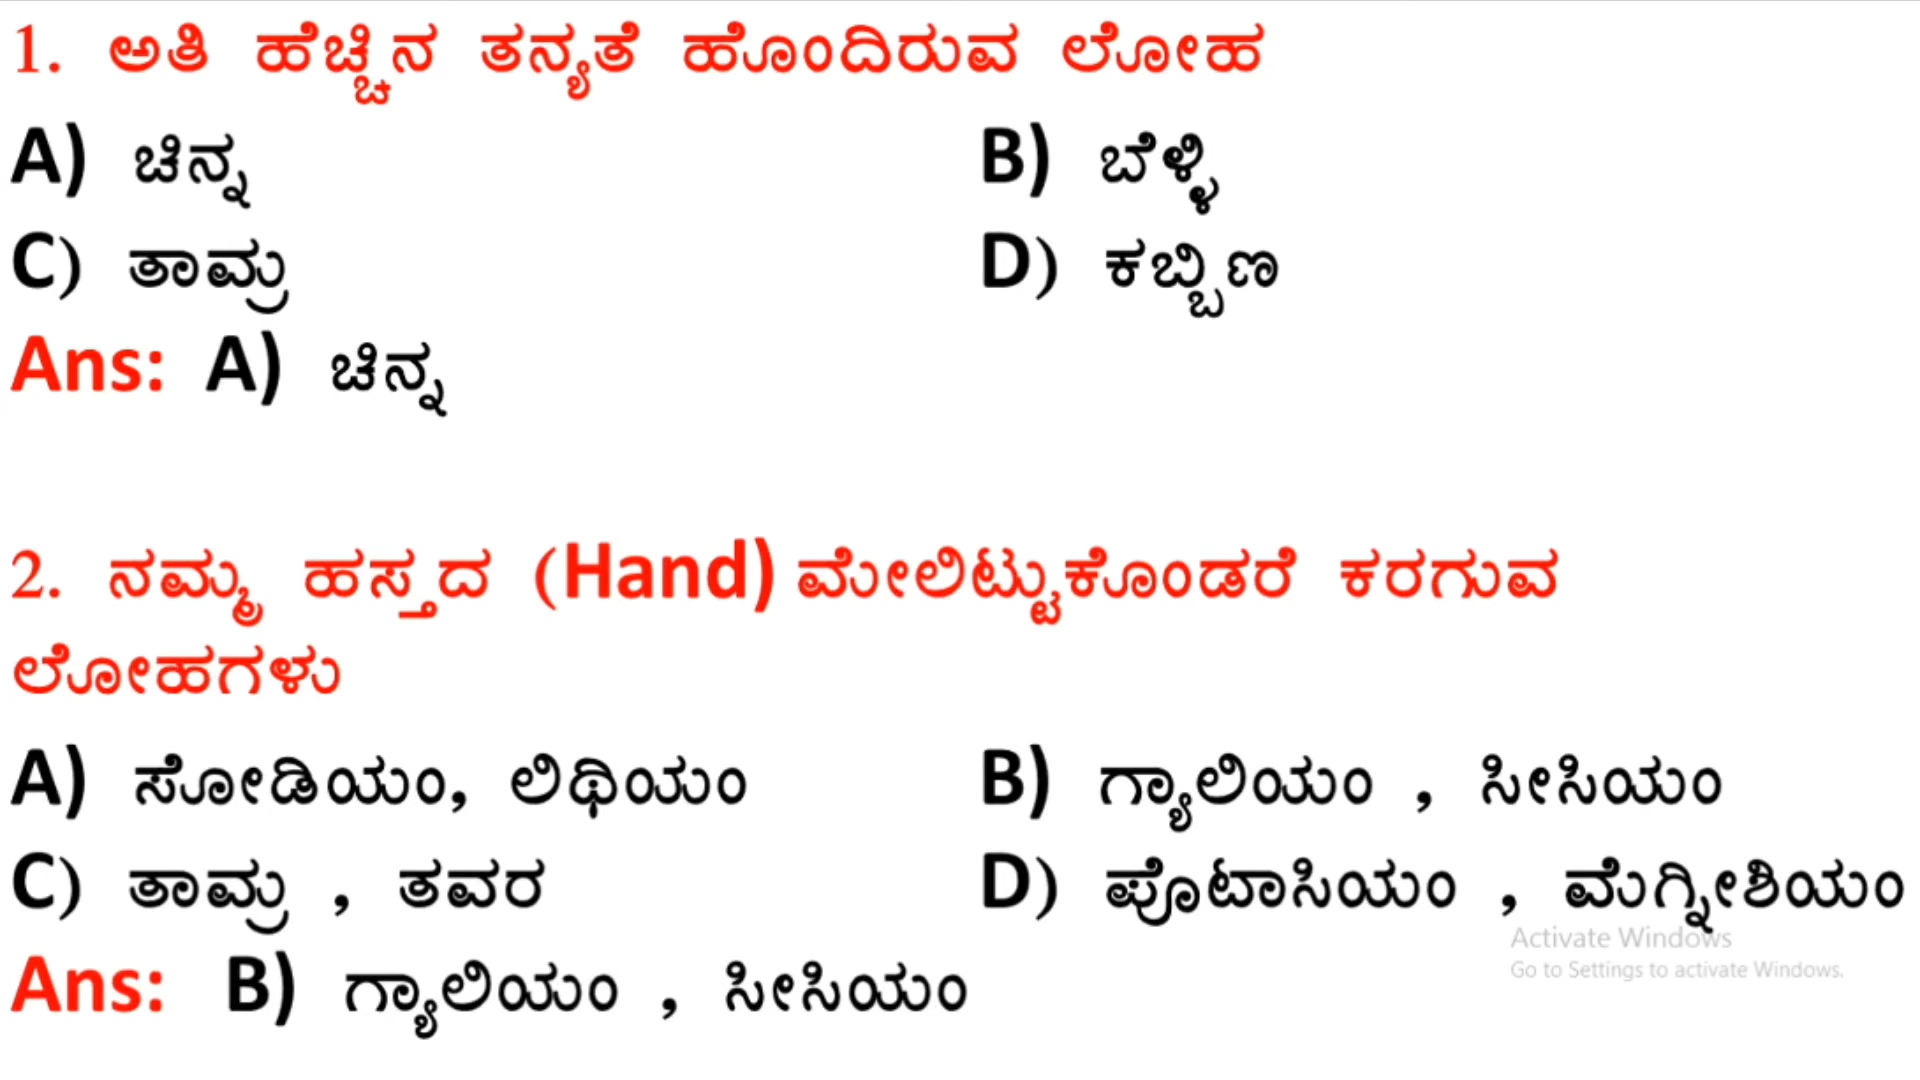 1. ಅತಿ ಹೆಚ್ಚಿನ ತನ್ಯತೆ ಹೊಂದಿರುವ ಲೋಹ
A) ಚಿನ್ನ B) ಬೆಳ್ಳಿ
C) ತಾಮ್ರ D) ಕಬ್ಬಿಣ
Ans: A) ಚಿನ್ನ
2. ನಮ್ಮ ಹಸ್ತದ (Hand) ಮೇಲಿಟ್ಟುಕೊಂಡರೆ ಕರಗುವ
ಲೋಹಗಳು
A) ಸೋಡಿಯಂ, ಲಿಥಿಯಂ B) ಗ್ಯಾಲಿಯಂ , ಸೀಸಿಯಂ
C) ತಾಮ್ರ , ತವರ D) ಪೊಟಾಸಿಯಂ , ಮೆಗ್ನೀಶಿಯಂ
Activate Windows
Go to Settings to activate Windows.
Ans: B) ಗ್ಯಾಲಿಯಂ , ಸೀಸಿಯಂ